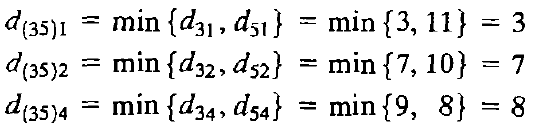 d(35)1 = min {d31, d51} = min {3, 11} = 3
d(35)2 = min {d32, d52} = min {7, 10} = 7
d(35)4 = min {d34, d54} = min {9, 8} = 8